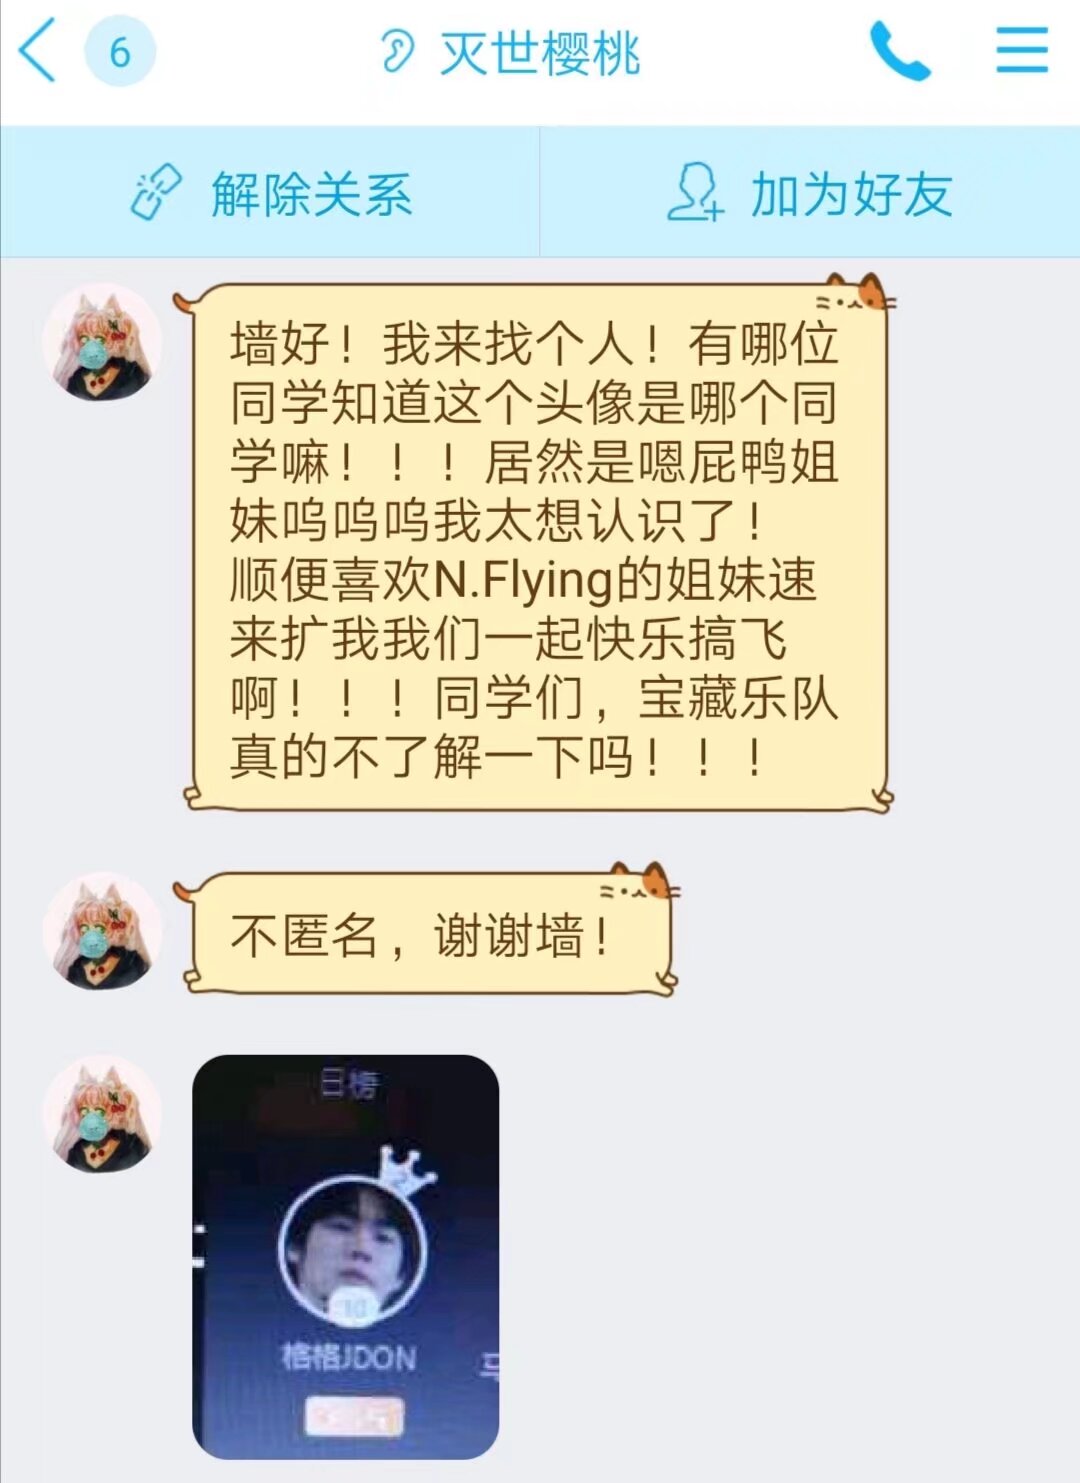 6
灭世樱桃
解除关系
加为好友
墙好！我来找个人！有哪位
同学知道这个头像是哪个同
学嘛！！！居然是嗯屁鸭姐
妹呜呜呜我太想认识了！
顺便喜欢N.Flying的姐妹速
来扩我我们一起快乐搞飞
啊！！！同学们，宝藏乐队
真的不了解一下吗！！！
不匿名，谢谢墙！
日榜
2
格格JDON